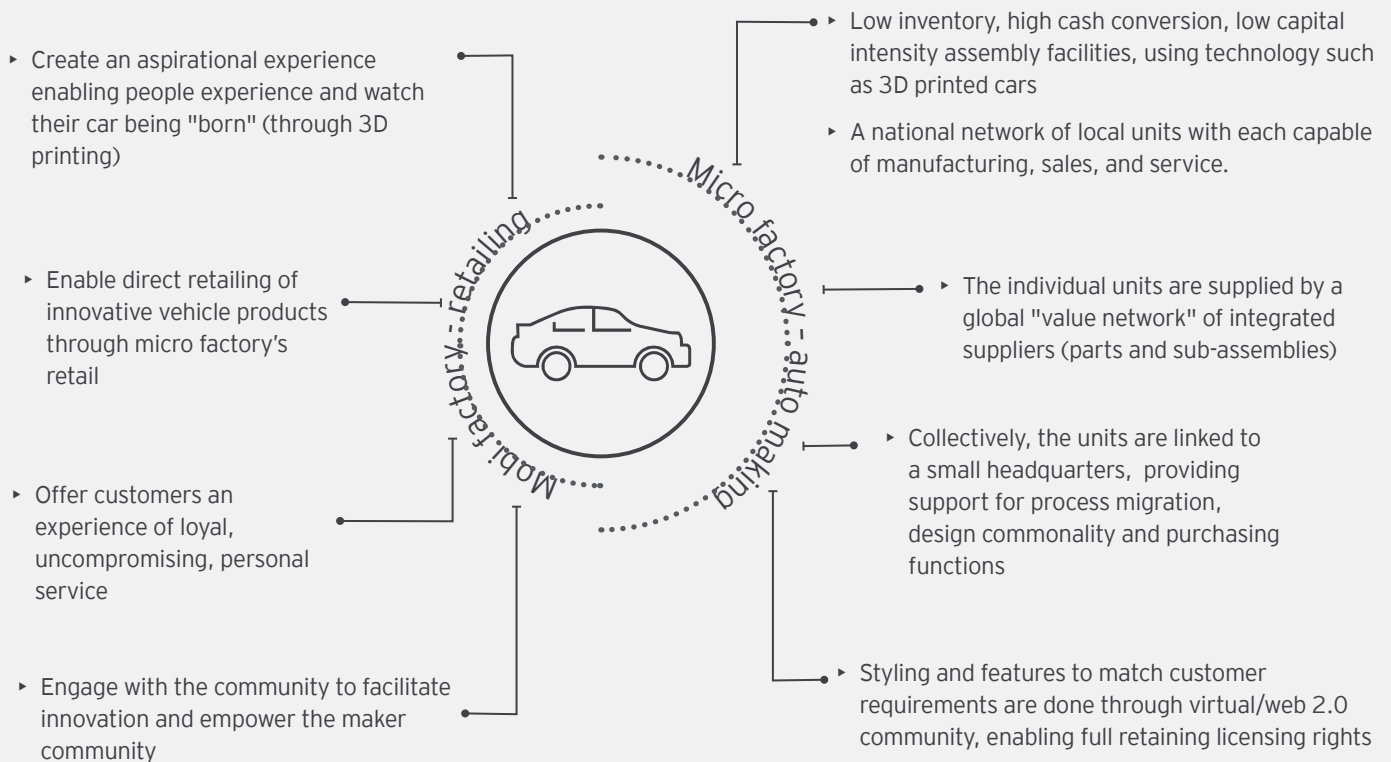 ▸ Create an aspirational experience
enabling people experience and watch
their car being "born" (through 3D
printing)
▸ Enable direct retailing of
innovative vehicle products
through micro factory's
retail
▸ Offer customers an
experience of loyal,
uncompromising, personal
service
▸ Engage with the community to facilitate
innovation and empower the maker
community
Mobi factory - retailing
Micro factory - auto making
▸ Low inventory, high cash conversion, low capital
intensity assembly facilities, using technology such
as 3D printed cars
▸ A national network of local units with each capable
of manufacturing, sales, and service.
▸ The individual units are supplied by a
global "value network" of integrated
suppliers (parts and sub-assemblies)
▸ Collectively, the units are linked to
a small headquarters, providing
support for process migration,
design commonality and purchasing
functions
▸ Styling and features to match customer
requirements are done through virtual/web 2.0
community, enabling full retaining licensing rights